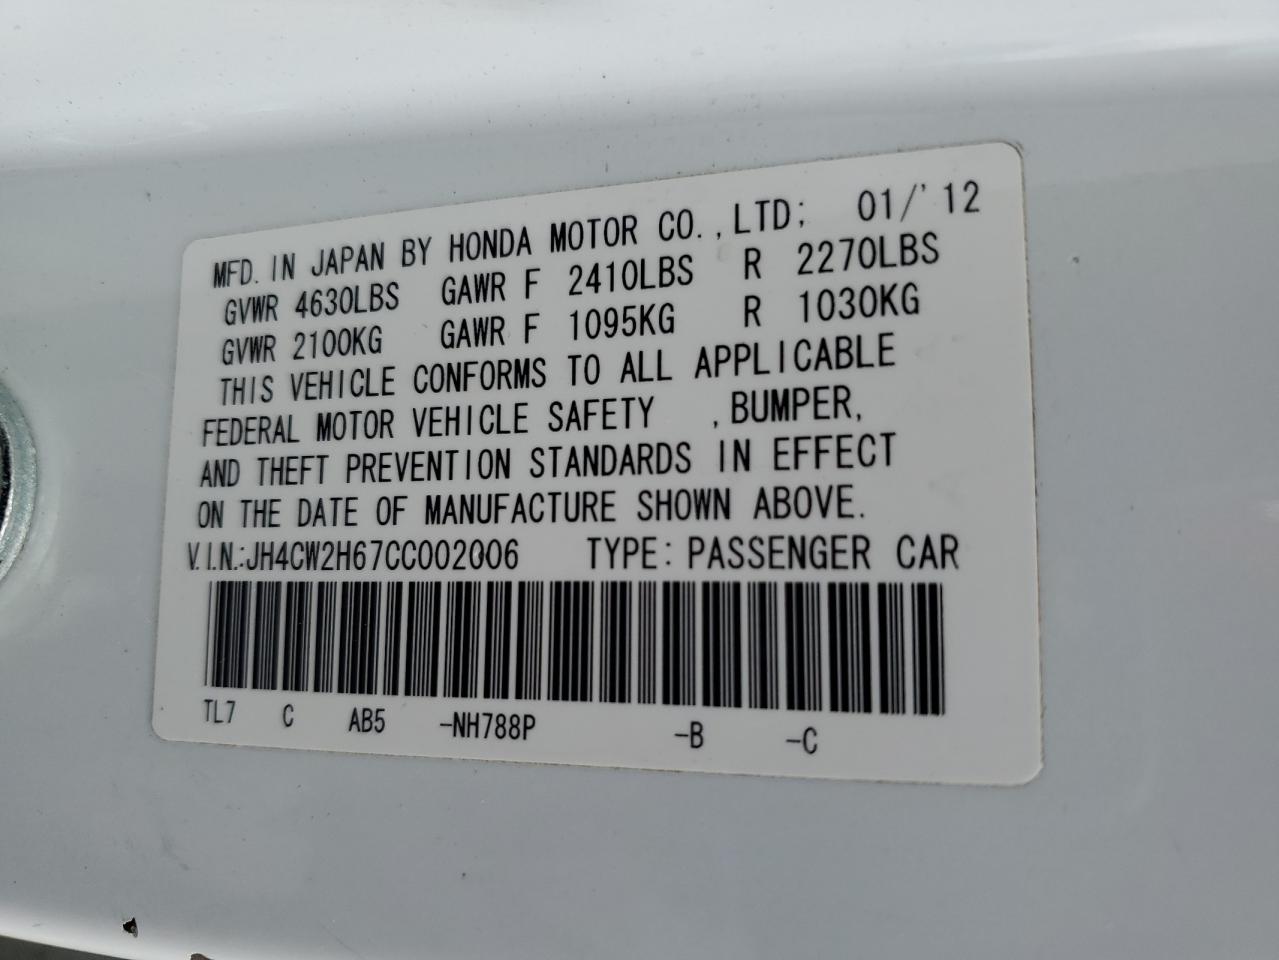 MFD. IN JAPAN BY HONDA MOTOR CO., LTD; 01/'12
GVWR 4630LBS GAWR F 2410LBS R 2270LBS
GVWR 2100KG GAWR F 1095KG R 1030KG
THIS VEHICLE CONFORMS TO ALL APPLICABLE
FEDERAL MOTOR VEHICLE SAFETY , BUMPER,
AND THEFT PREVENTION STANDARDS IN EFFECT
ON THE DATE OF MANUFACTURE SHOWN ABOVE.
V.I.N.:JH4CW2H67CC002006 TYPE: PASSENGER CAR
TL7 C AB5 -NH788P -B -C